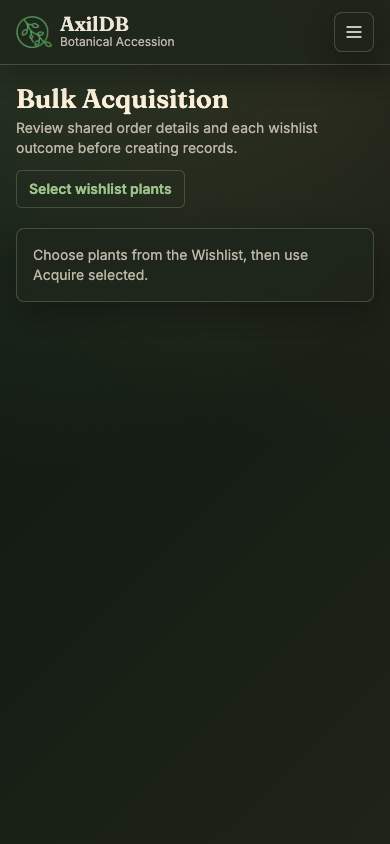 AxilDB
Botanical Accession
Bulk Acquisition
Review shared order details and each wishlist
outcome before creating records.
Select wishlist plants
Choose plants from the Wishlist, then use
Acquire selected.